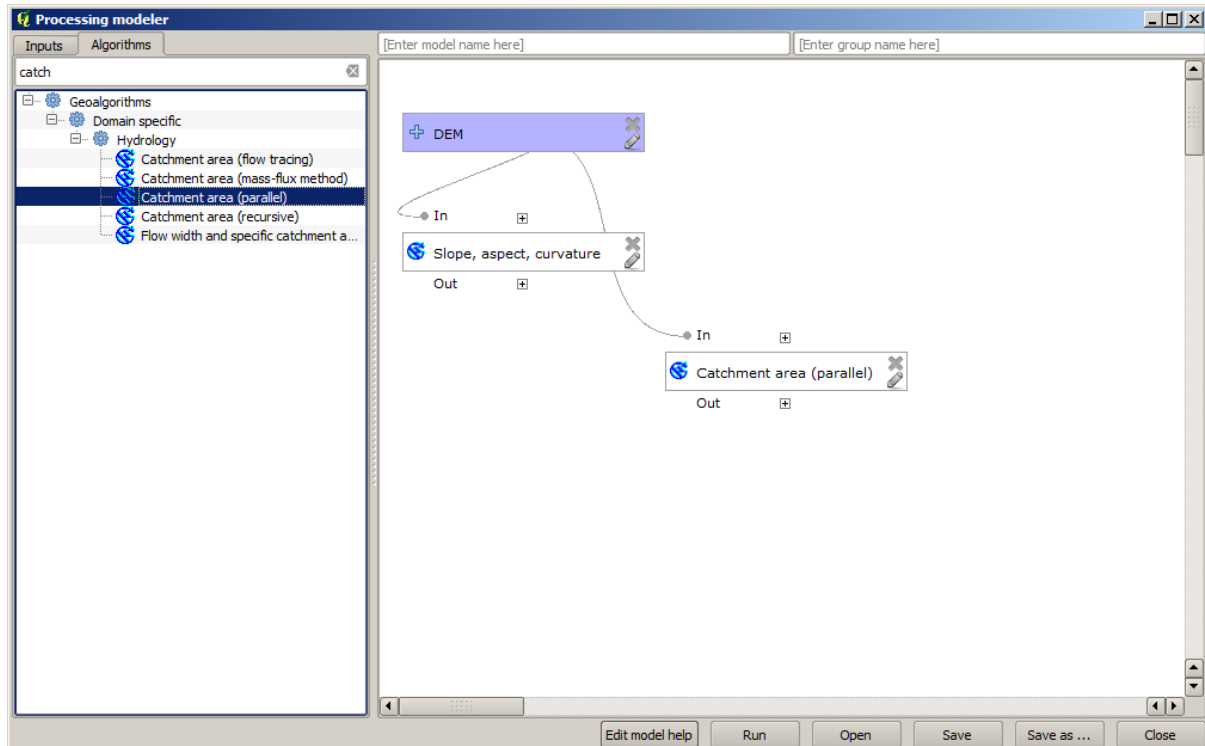 Processing modeler
Inputs Algorithms
[Enter model name here] [Enter group name here]
catch
Geoalgorithms
Domain specific
Hydrology
Catchment area (flow tracing)
Catchment area (mass-flux method)
Catchment area (parallel)
Catchment area (recursive)
Flow width and specific catchment a...
DEM
In
Slope, aspect, curvature
Out
In
Catchment area (parallel)
Out
Edit model help Run Open Save Save as ... Close